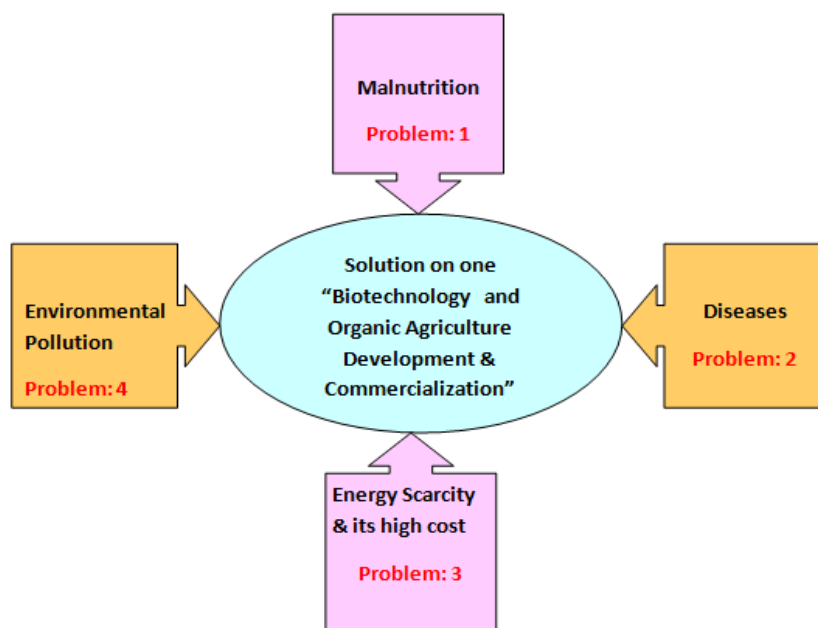 Malnutrition
Problem: 1
Solution on one
“Biotechnology and
Organic Agriculture
Development &
Commercialization”
Environmental
Pollution
Problem: 4
Diseases
Problem: 2
Energy Scarcity
& its high cost
Problem: 3